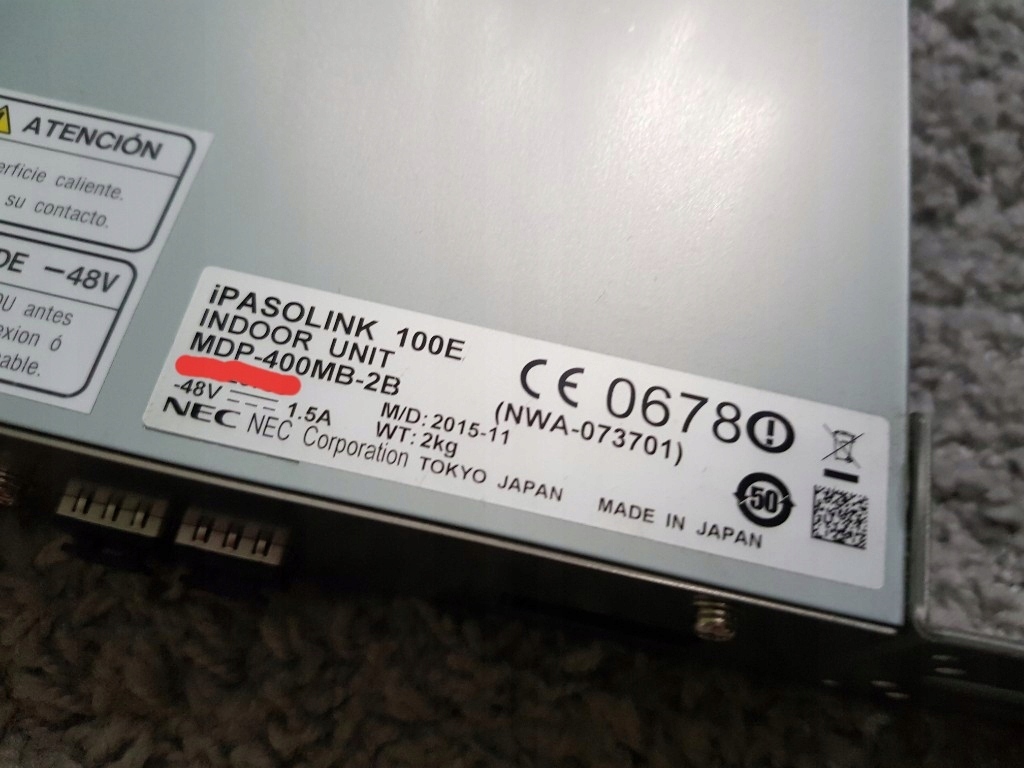 ATENCIÓN
erficie caliente.
su contacto.
DE -48V
DU antes
exion ó
able.
iPASOLINK 100E
INDOOR UNIT
MDP-400MB-2B
-48V 1.5A
M/D: 2015-11
WT: 2kg
NEC NEC Corporation TOKYO JAPAN
MADE IN JAPAN
CE 0678
(NWA-073701)
50